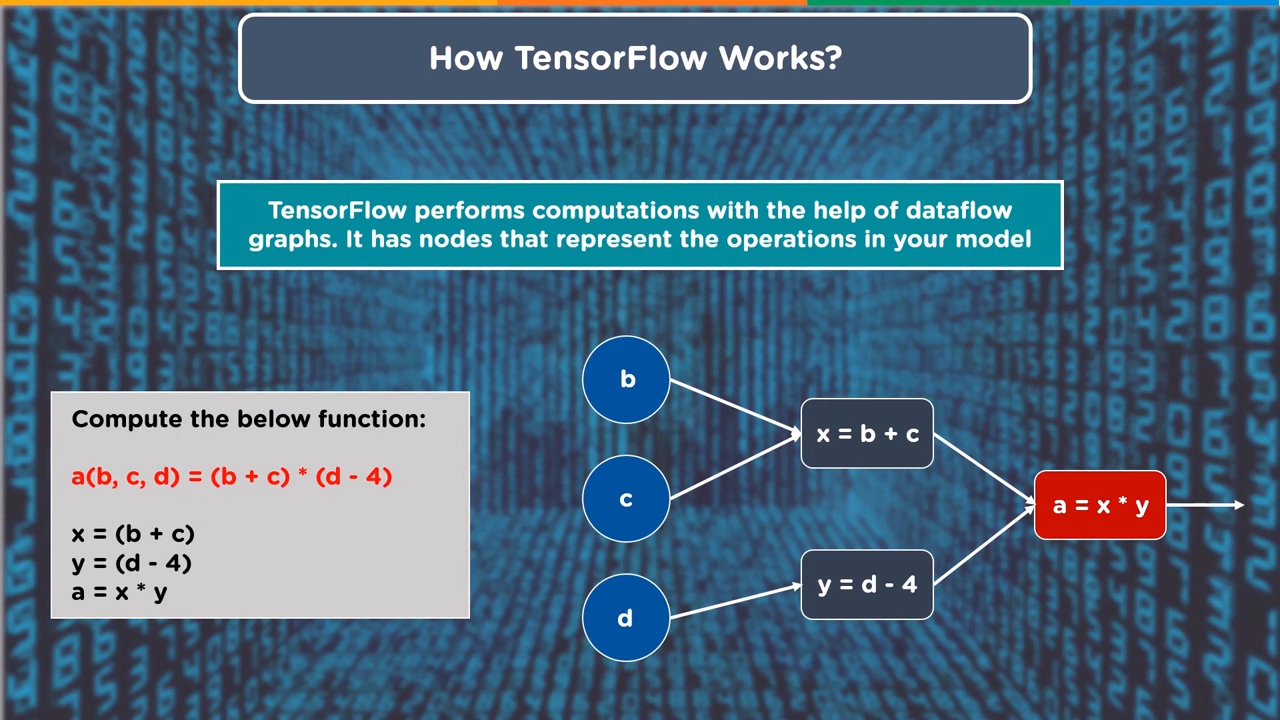 How TensorFlow Works?
TensorFlow performs computations with the help of dataflow
graphs. It has nodes that represent the operations in your model
Compute the below function:
a(b, c, d) = (b + c) * (d - 4)
x = (b + c)
y = (d - 4)
a = x * y
b
c
d
x = b + c
y = d - 4
a = x * y